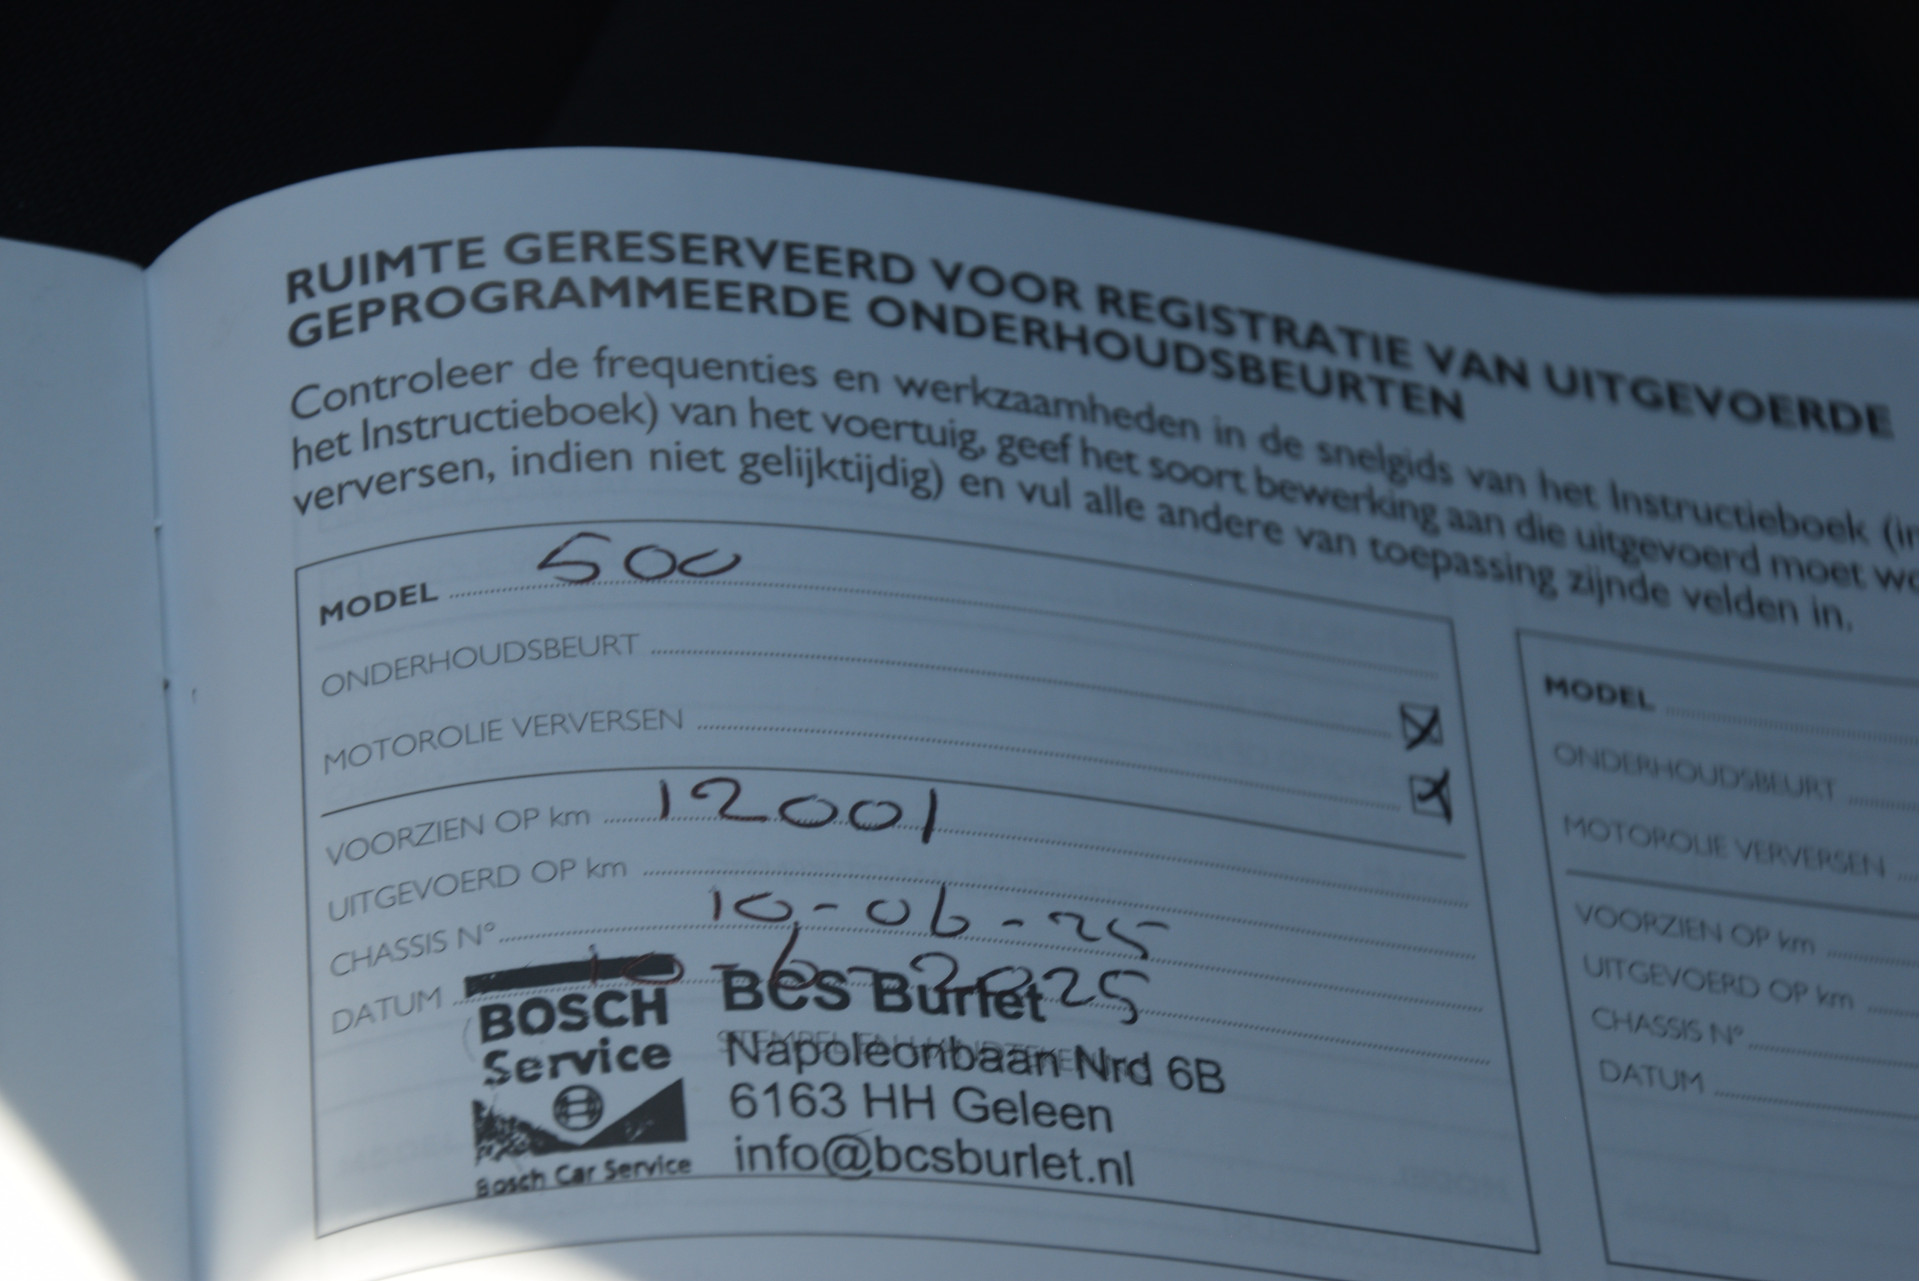 RUIMTE GERESERVEERD VOOR REGISTRATIE VAN UITGEVOERDE
GEPROGRAMMEERDE ONDERHOUDSBEURTEN
Controleer de frequenties en werkzaamheden in de snelgids van het Instructieboek (in
het Instructieboek) van het voertuig, geef het soort bewerking aan die uitgevoerd moet wo
verversen, indien niet gelijktijdig) en vul alle andere van toepassing zijnde velden in.
MODEL 500
ONDERHOUDSBEURT
MOTOROLIE VERVERSEN
VOORZIEN OP km 12001
UITGEVOERD OP km
CHASSIS N° 10-06-25
DATUM 10-6-2025
BOSCH
Service
Bosch Car Service
BCS Burlet
Napoleonbaan Nrd 6B
6163 HH Geleen
info@bcsburlet.nl
MODEL
ONDERHOUDSBEURT
MOTOROLIE VERVERSEN
VOORZIEN OP km
UITGEVOERD OP km
CHASSIS N°
DATUM